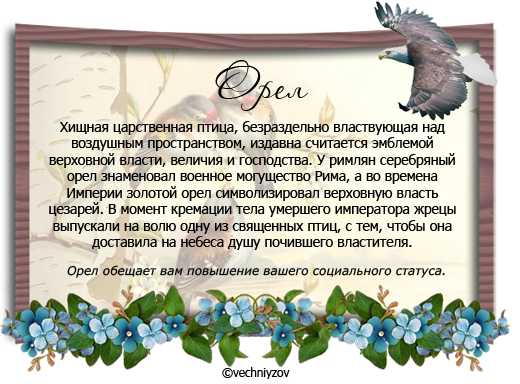 Орел
Хищная царственная птица, безраздельно властвующая над
воздушным пространством, издавна считается эмблемой
верховной власти, величия и господства. У римлян серебряный
орел знаменовал военное могущество Рима, а во времена
Империи золотой орел символизировал верховную власть
цезарей. В момент кремации тела умершего императора жрецы
выпускали на волю одну из священных птиц, с тем, чтобы она
доставила на небеса душу почившего властителя.
Орел обещает вам повышение вашего социального статуса.
©vechniyzov